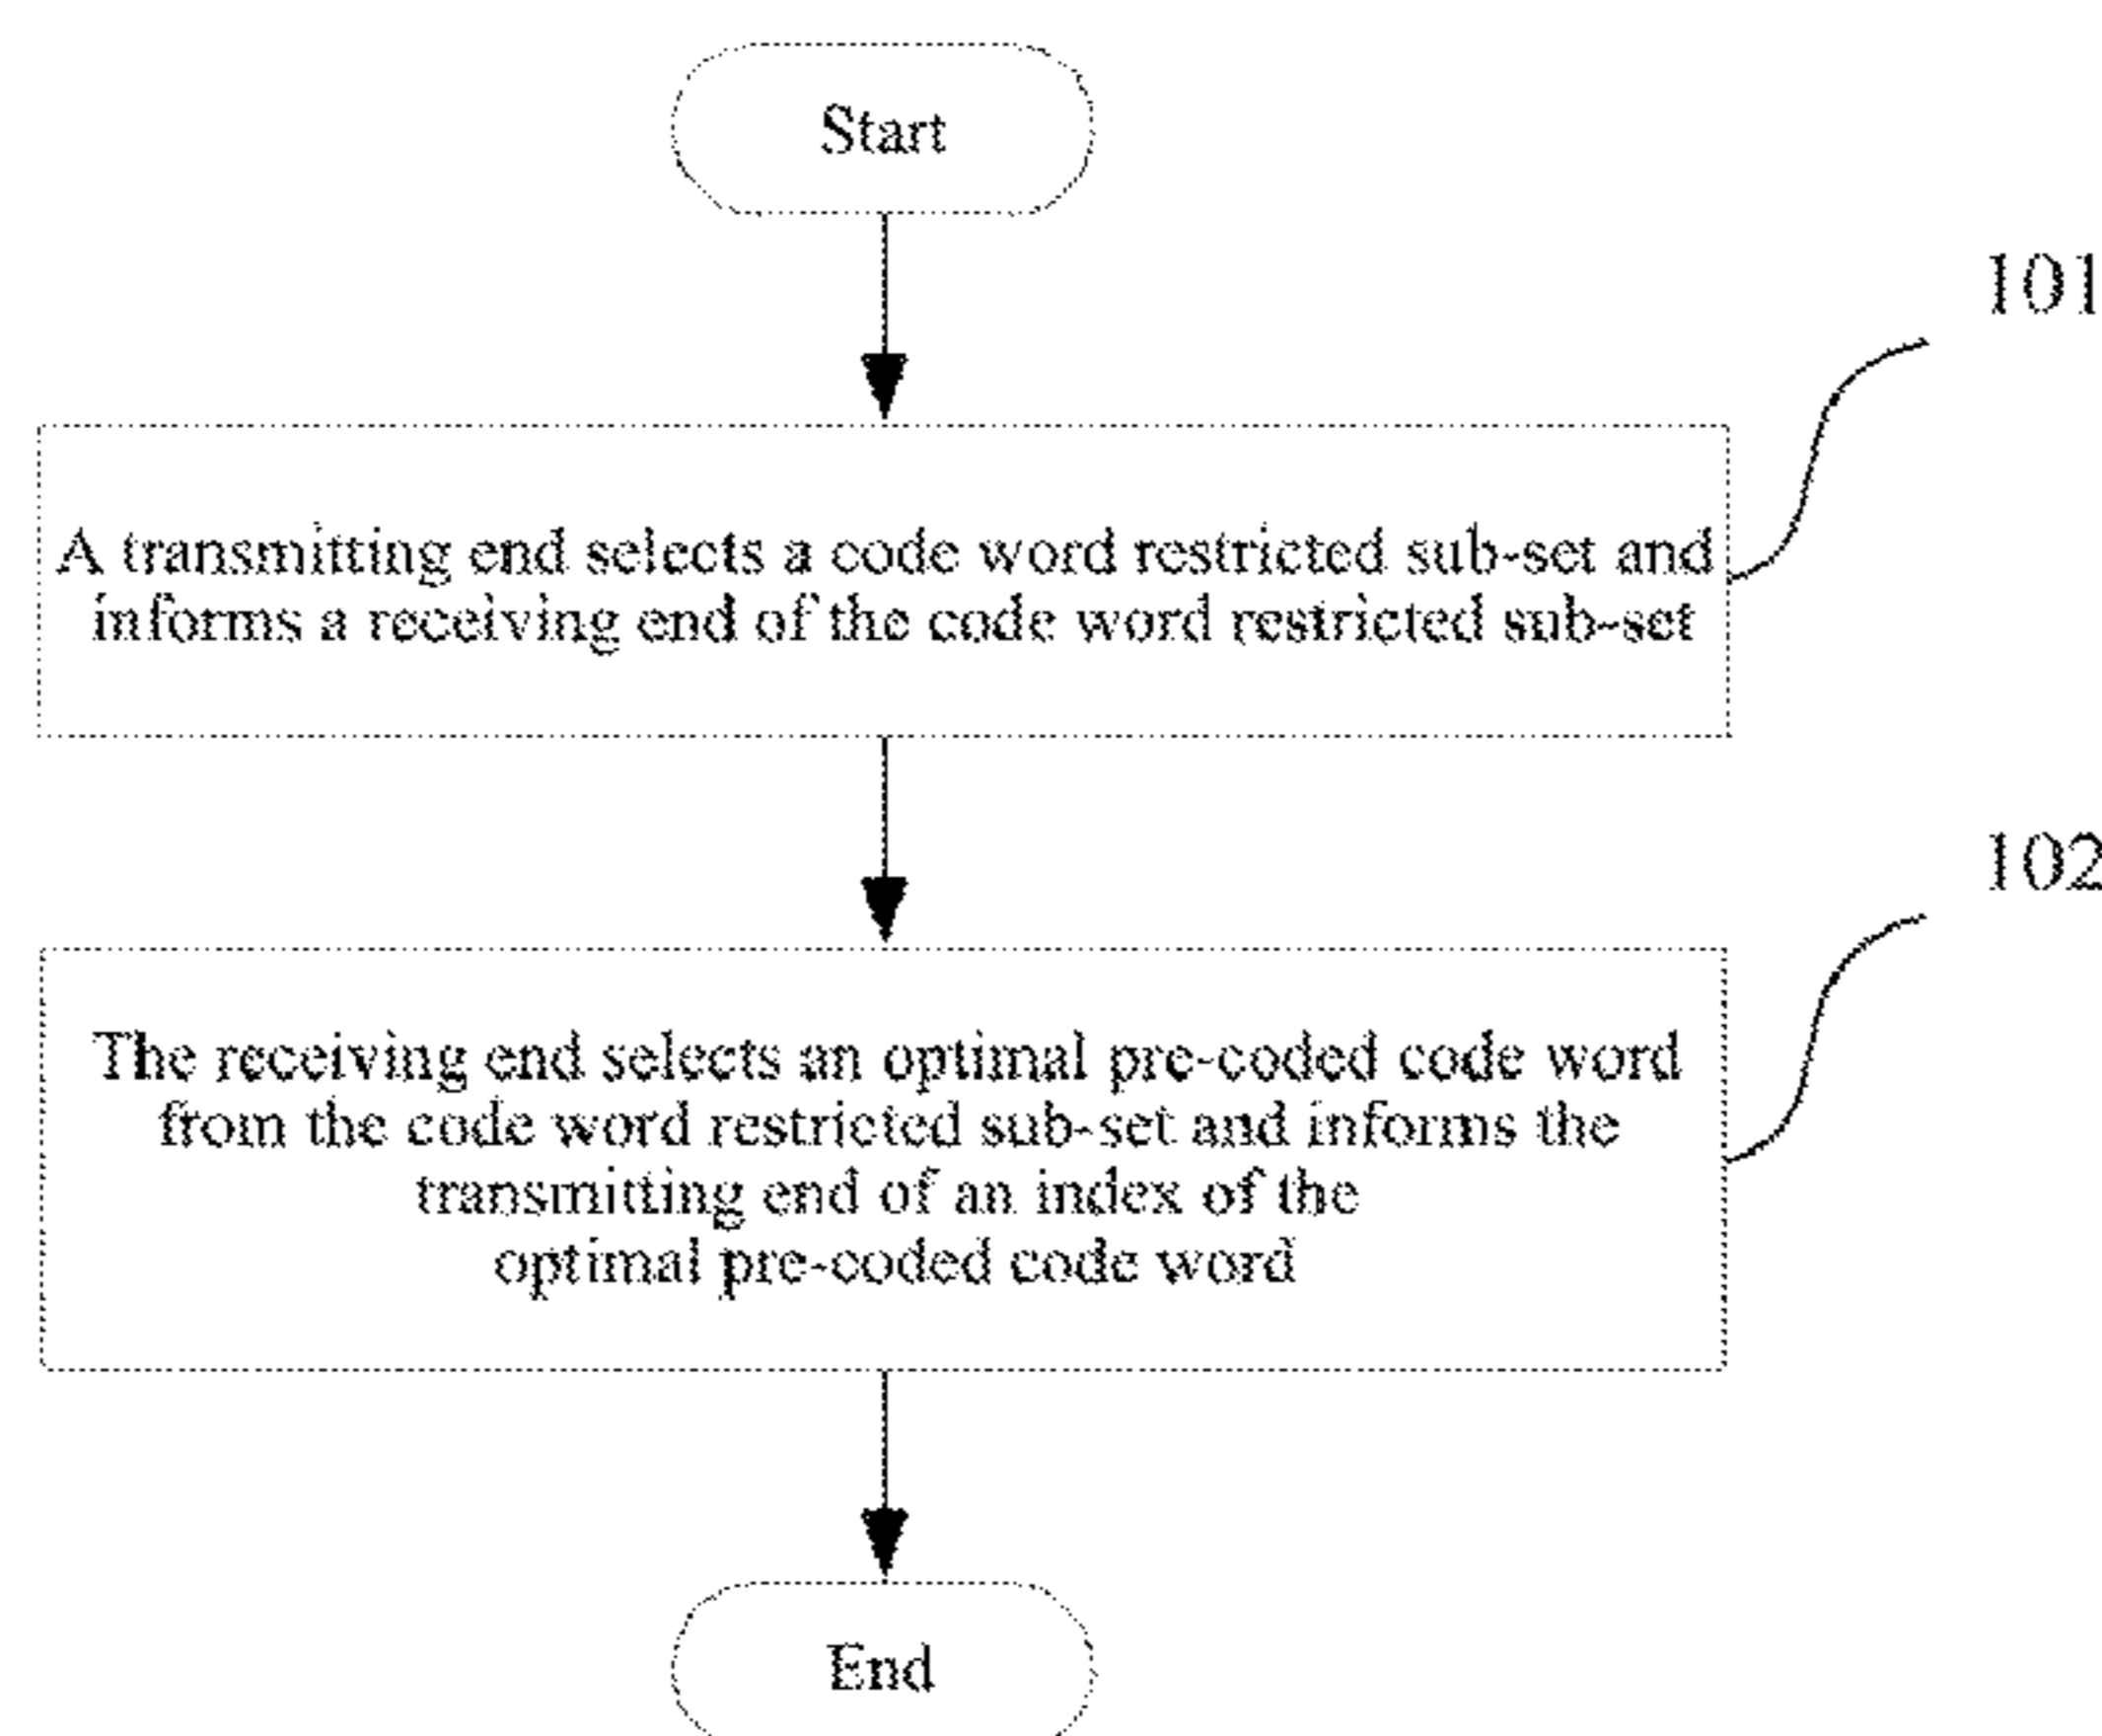 Start
101
A transmitting end selects a code word restricted sub-set and
informs a receiving end of the code word restricted sub-set
102
The receiving end selects an optimal pre-coded code word
from the code word restricted sub-set and informs the
transmitting end of an index of the
optimal pre-coded code word
End